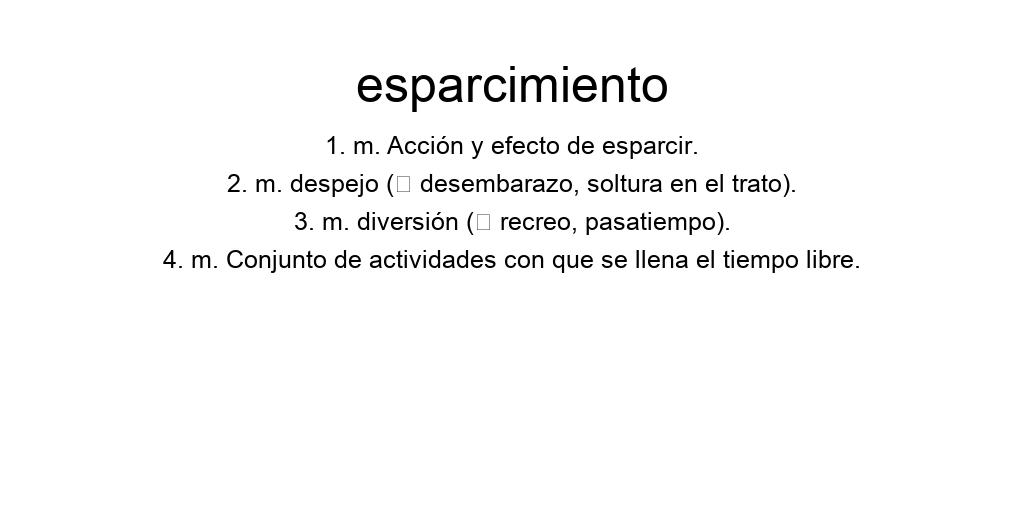 esparcimiento
1. m. Acción y efecto de esparcir.
2. m. despejo (□ desembarazo, soltura en el trato).
3. m. diversión (□ recreo, pasatiempo).
4. m. Conjunto de actividades con que se llena el tiempo libre.